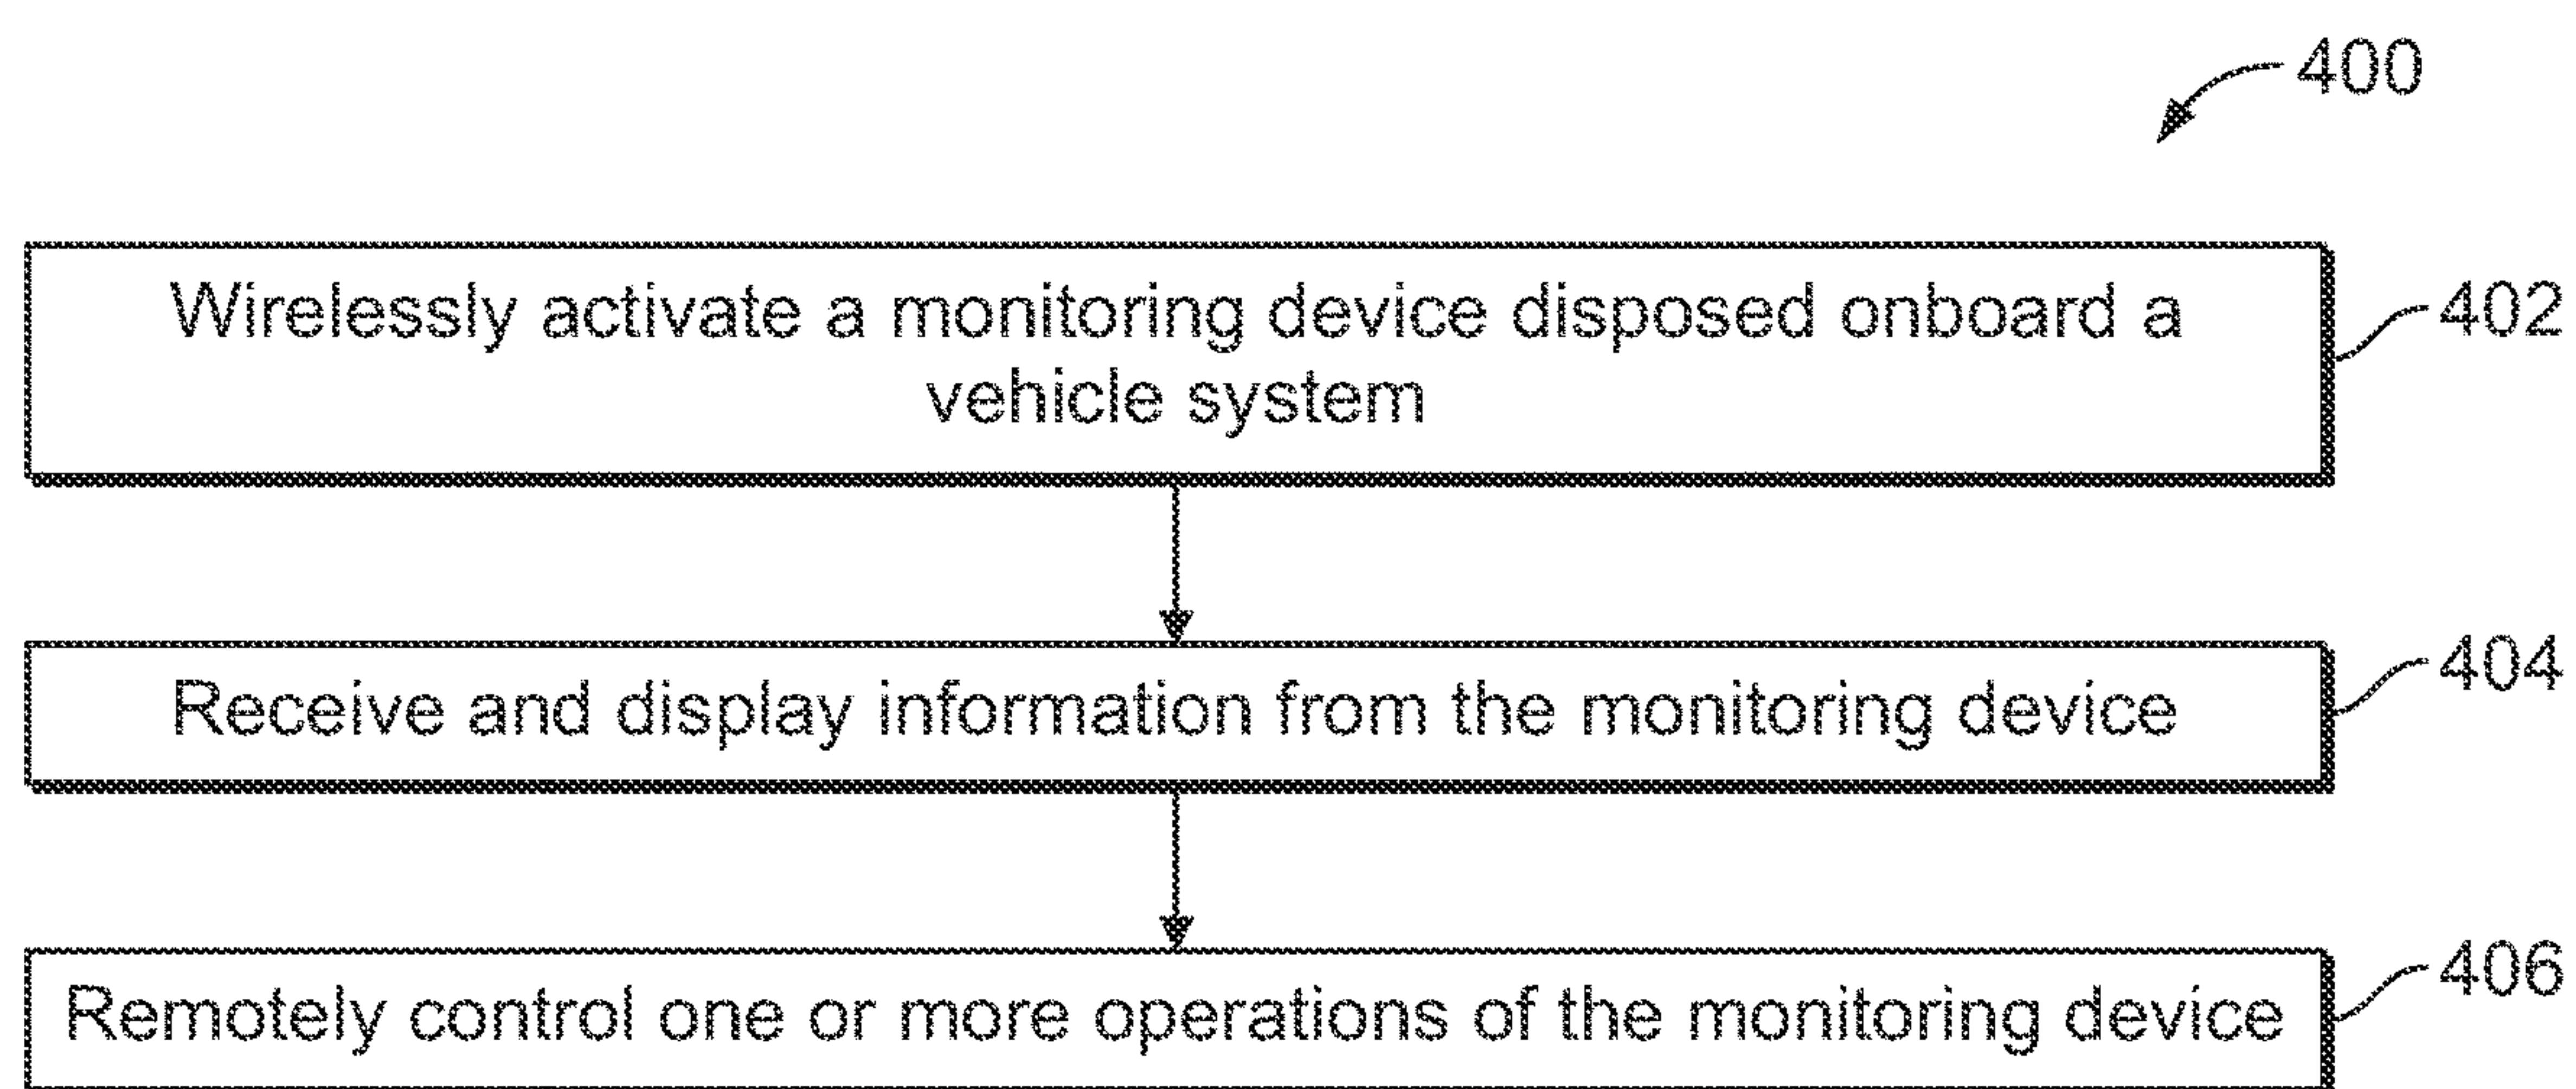 400
Wirelessly activate a monitoring device disposed onboard a
vehicle system
402
Receive and display information from the monitoring device
404
Remotely control one or more operations of the monitoring device
406